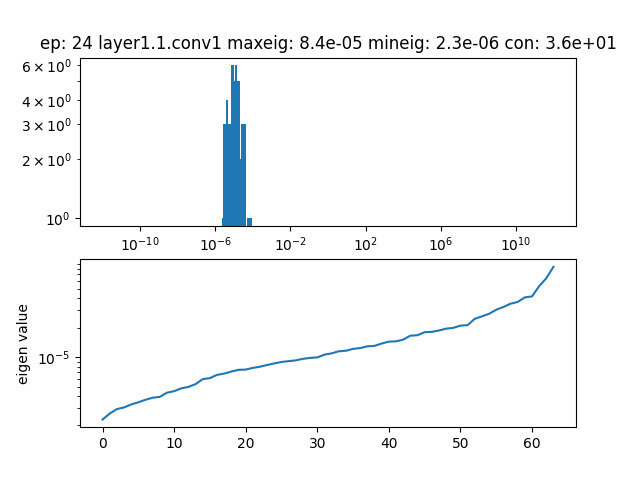 ep: 24 layer1.1.conv1 maxeig: 8.4e-05 mineig: 2.3e-06 con: 3.6e+01
6 × 10⁰
4 × 10⁰
3 × 10⁰
2 × 10⁰
10⁰
10⁻¹⁰ 10⁻⁶ 10⁻² 10² 10⁶ 10¹⁰
eigen value
10⁻⁵
0 10 20 30 40 50 60